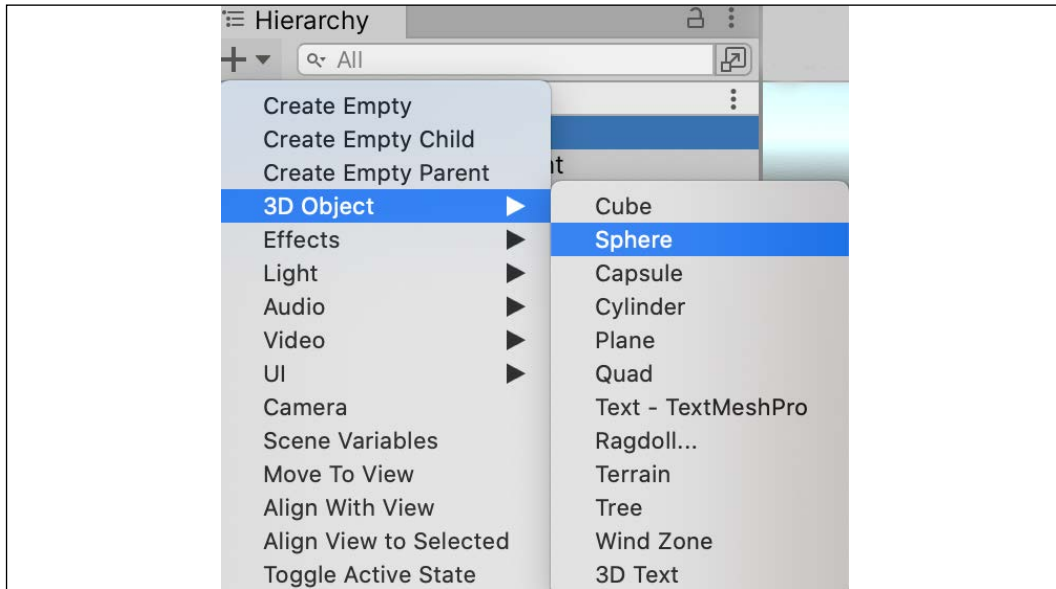 Hierarchy
All
Create Empty
Create Empty Child
Create Empty Parent
3D Object
Effects
Light
Audio
Video
UI
Camera
Scene Variables
Move To View
Align With View
Align View to Selected
Toggle Active State
Cube
Sphere
Capsule
Cylinder
Plane
Quad
Text - TextMeshPro
Ragdoll...
Terrain
Tree
Wind Zone
3D Text